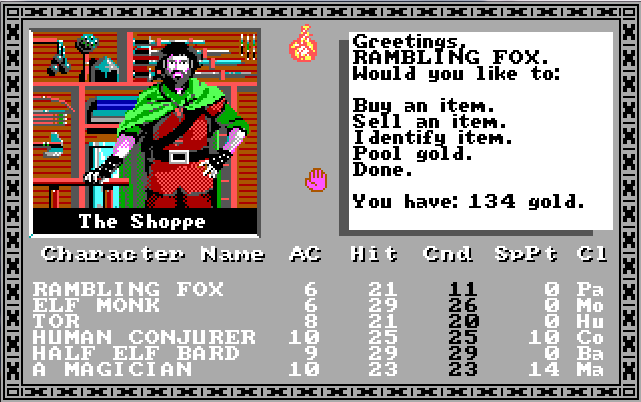 Greetings,
RAMBLING FOX.
Would you like to:
Buy an item.
Sell an item.
Identify item.
Pool gold.
Done.
You have: 134 gold.
The Shoppe
Character Name AC Hit Cnd SpPt Cl
RAMBLING FOX 6 21 11 0 Pa
ELF MONK 6 29 26 0 Mo
TOR 8 21 20 0 Hu
HUMAN CONJURER 10 25 25 10 Co
HALF ELF BARD 9 29 29 0 Ba
A MAGICIAN 10 23 23 14 Ma